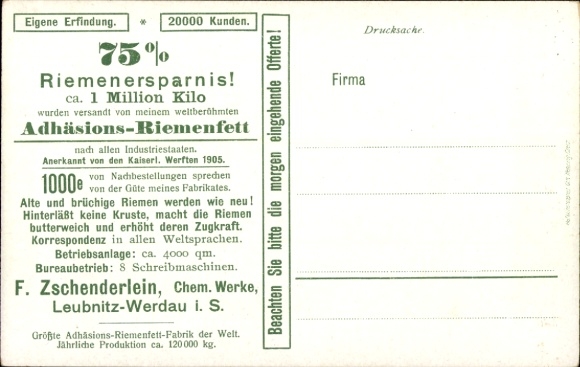 Eigene Erfindung. * 20000 Kunden.
75%
Riemenersparnis!
ca. 1 Million Kilo
wurden versandt von meinem weltberühmten
Adhäsions-Riemenfett
nach allen Industriestaaten.
Anerkannt von den Kaiserl. Werften 1905.
1000e von Nachbestellungen sprechen
von der Güte meines Fabrikates.
Alte und brüchige Riemen werden wie neu!
Hinterläßt keine Kruste, macht die Riemen
butterweich und erhöht deren Zugkraft.
Korrespondenz in allen Weltsprachen.
Betriebsanlage: ca. 4000 qm.
Bureaubetrieb: 8 Schreibmaschinen.
F. Zschenderlein, Chem. Werke,
Leubnitz-Werdau i. S.
Größte Adhäsions-Riemenfett-Fabrik der Welt.
Jährliche Produktion ca. 120000 kg.
Beachten Sie bitte die morgen eingehende Offerte!
Drucksache.
Firma